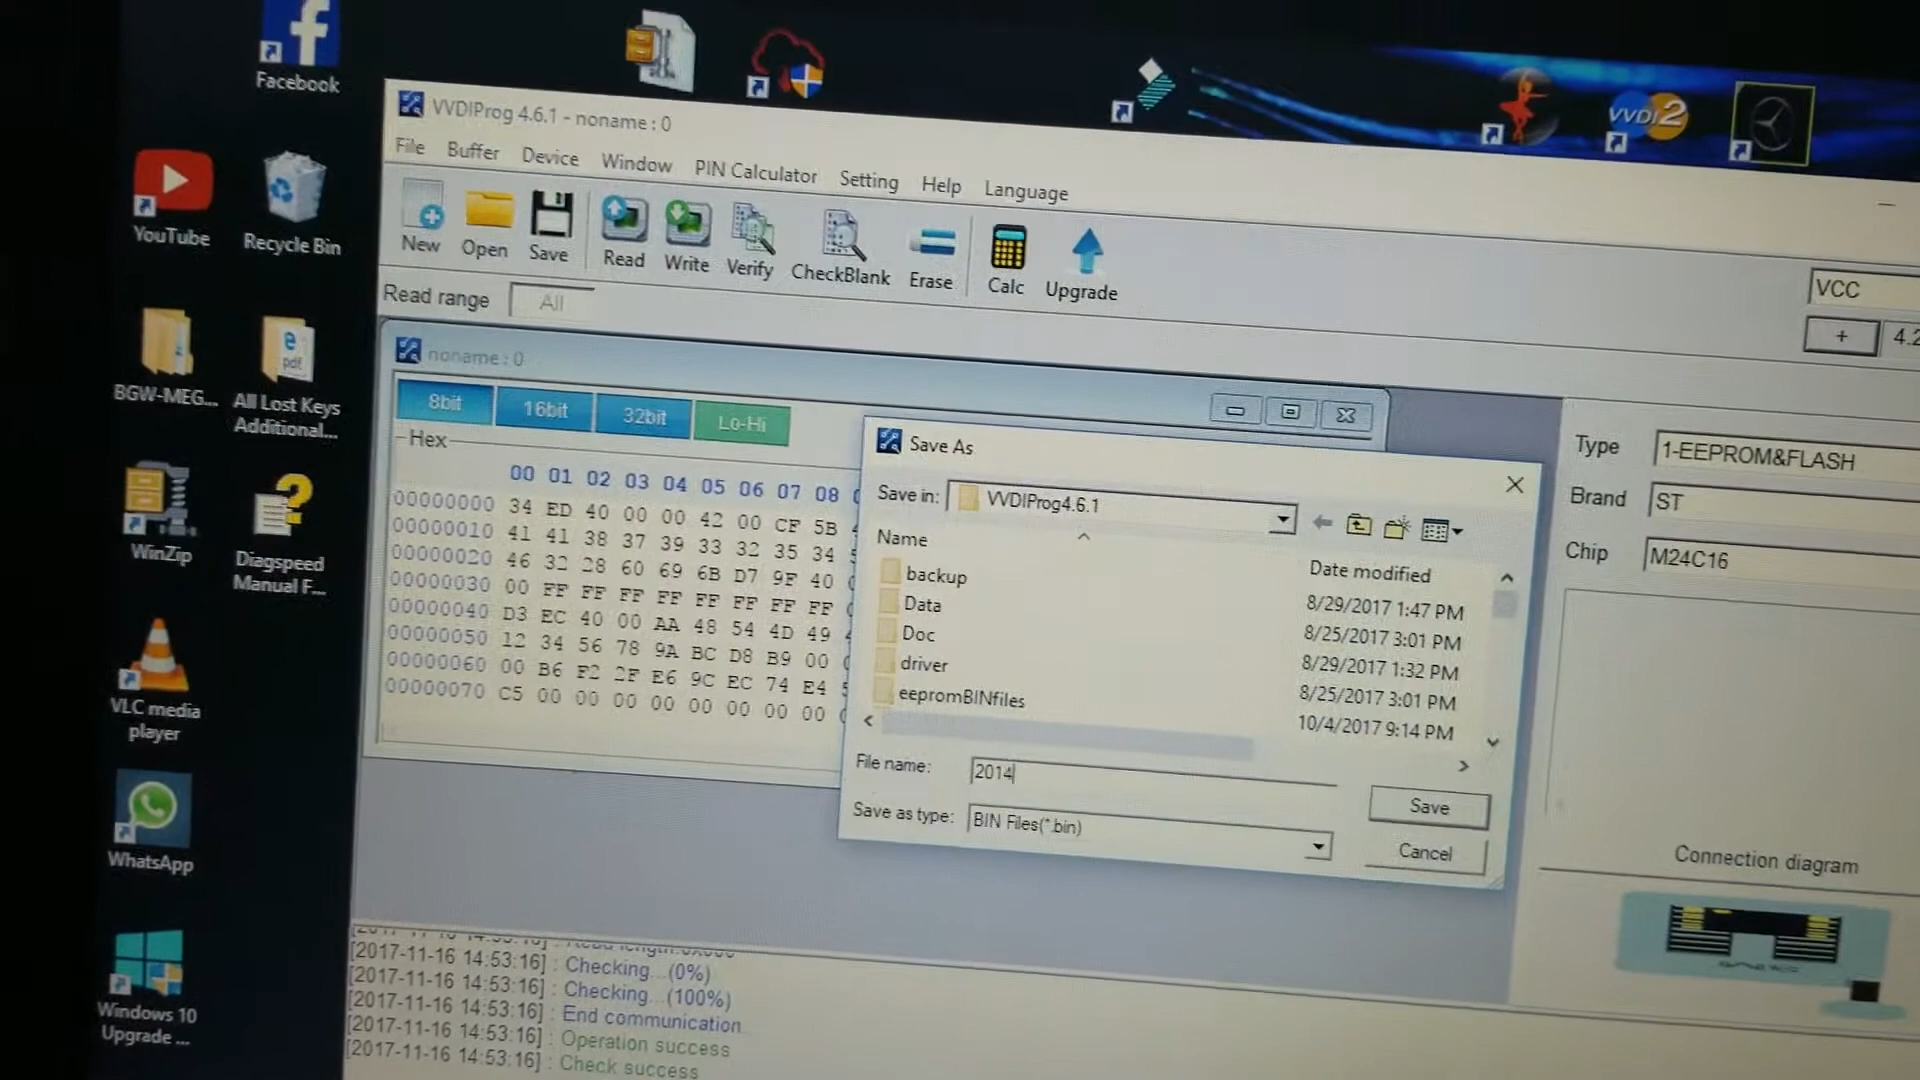 Facebook
YouTube
Recycle Bin
BGW-MEG...
All Lost Keys
Additional...
WinZip
Diagspeed
Manual F...
VLC media
player
WhatsApp
Windows 10
Upgrade ...
VVDI2
VVDIProg 4.6.1 - noname : 0
File Buffer Device Window PIN Calculator Setting Help Language
New Open Save Read Write Verify CheckBlank Erase Calc Upgrade
Read range All
VCC
+ 4.2
noname : 0
8bit 16bit 32bit Lo-Hi
Hex
00 01 02 03 04 05 06 07 08
00000000 34 ED 40 00 00 42 00 CF 5B
00000010 41 41 38 37 39 33 32 35 34
00000020 46 32 28 60 69 6B D7 9F 40
00000030 00 FF FF FF FF FF FF FF FF
00000040 D3 EC 40 00 AA 48 54 4D 49
00000050 12 34 56 78 9A BC D8 B9 00
00000060 00 B6 F2 2F E6 9C EC 74 E4
00000070 C5 00 00 00 00 00 00 00 00
Save As
Save in: VVDIProg4.6.1
Name Date modified
backup 8/29/2017 1:47 PM
Data 8/25/2017 3:01 PM
Doc 8/29/2017 1:32 PM
driver 8/25/2017 3:01 PM
eepromBINfiles 10/4/2017 9:14 PM
File name: 2014
Save
Save as type: BIN Files(*.bin)
Cancel
Type 1-EEPROM&FLASH
Brand ST
Chip M24C16
Connection diagram
[2017-11-16 14:53:16] : Checking...(0%)
[2017-11-16 14:53:16] : Checking...(100%)
[2017-11-16 14:53:16] : End communication
[2017-11-16 14:53:16] : Operation success
[2017-11-16 14:53:16] : Check success